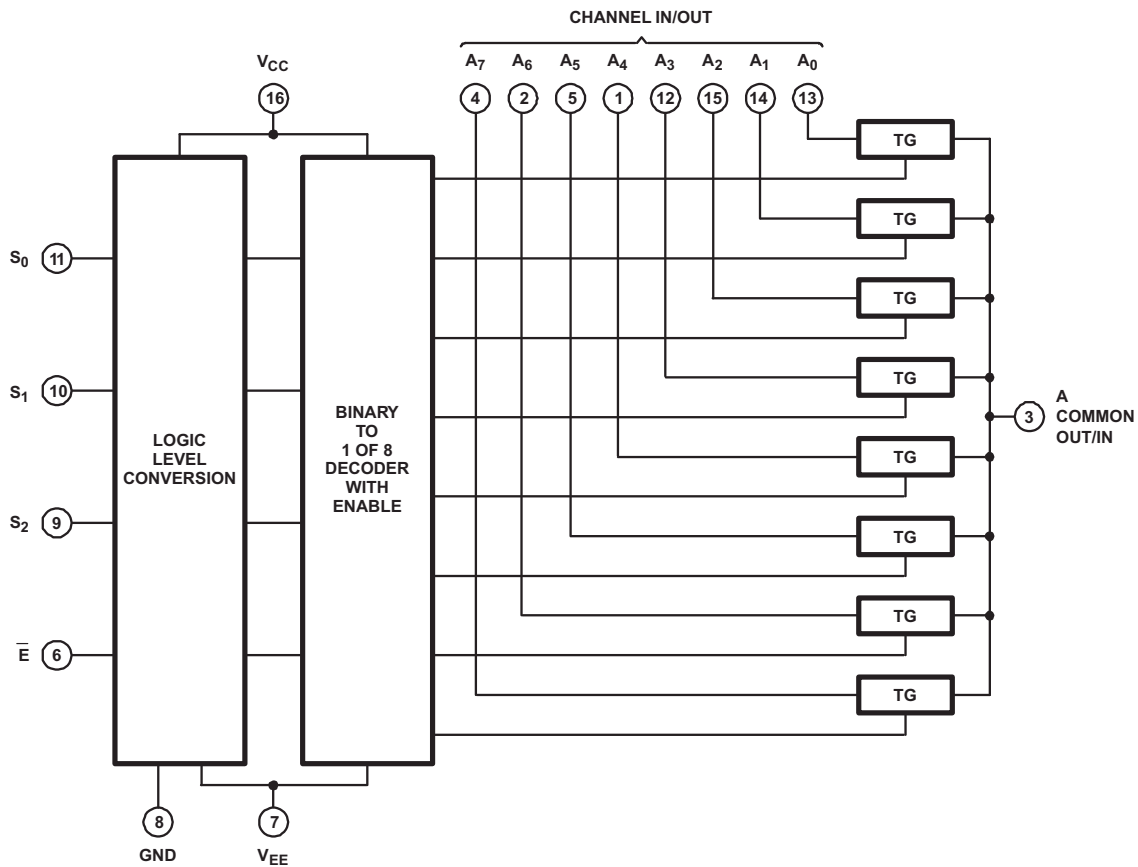 CHANNEL IN/OUT
VCC A7 A6 A5 A4 A3 A2 A1 A0
16 4 2 5 1 12 15 14 13
TG
TG
S0 11
TG
TG
S1 10
BINARY
TO
1 OF 8
DECODER
WITH
ENABLE
LOGIC
LEVEL
CONVERSION
3 A
COMMON
OUT/IN
TG
S2 9
TG
TG
E̅ 6
TG
8 7
GND VEE